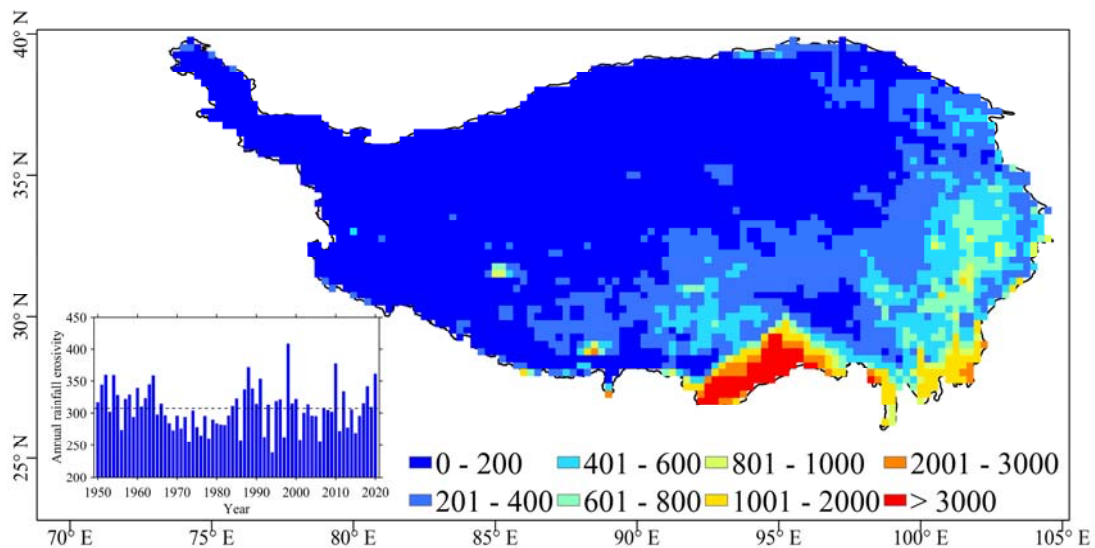 40° N
35° N
30° N
25° N
450
400
350
300
250
200
Annual rainfall erosivity
1950 1960 1970 1980 1990 2000 2010 2020
Year
0 - 200 401 - 600 801 - 1000 2001 - 3000
201 - 400 601 - 800 1001 - 2000 > 3000
70° E 75° E 80° E 85° E 90° E 95° E 100° E 105° E